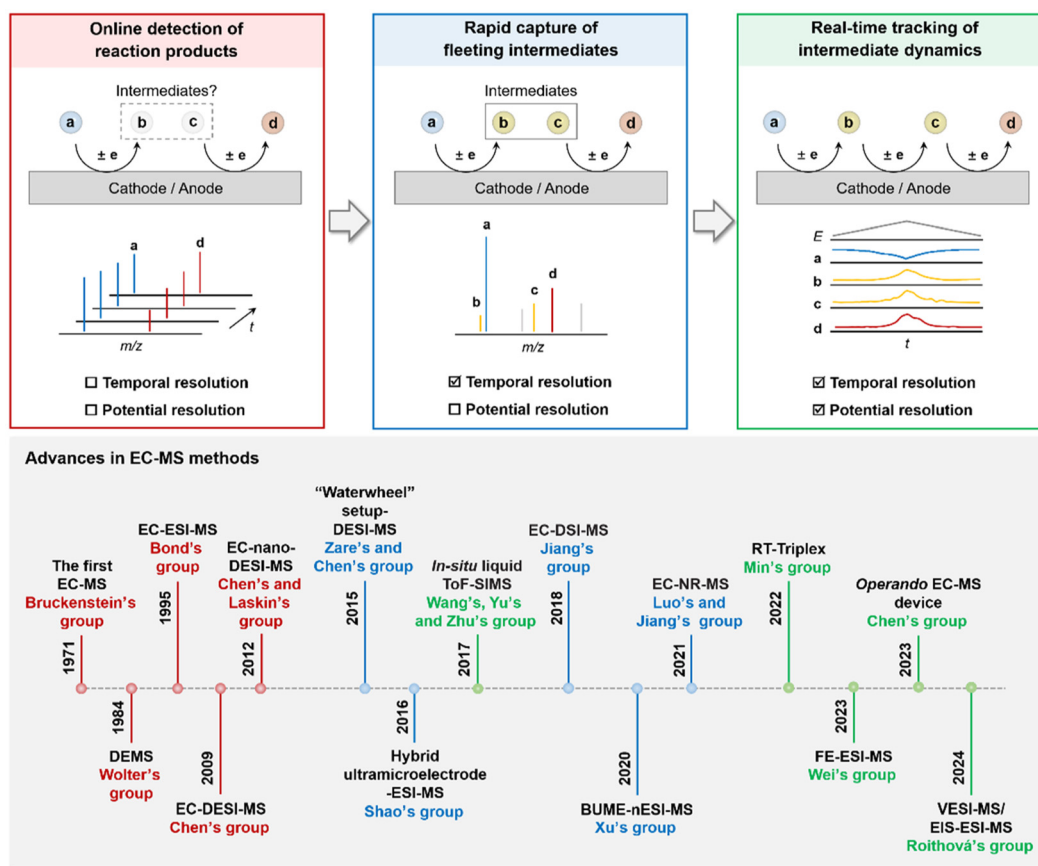 Online detection of
reaction products
Intermediates?
a
b
c
d
± e
± e
Cathode / Anode
a
d
t
m/z
☐ Temporal resolution
☐ Potential resolution
Rapid capture of
fleeting intermediates
Intermediates
a
b
c
d
± e
± e
Cathode / Anode
a
b
c
d
m/z
☑ Temporal resolution
☐ Potential resolution
Real-time tracking of
intermediate dynamics
a
b
c
d
± e
± e
± e
Cathode / Anode
E
a
b
c
d
t
☑ Temporal resolution
☑ Potential resolution
Advances in EC-MS methods
The first
EC-MS
Bruckenstein's
group
1971
1984
DEMS
Wolter's
group
EC-ESI-MS
Bond's
group
1995
2009
EC-DESI-MS
Chen's group
EC-nano-
DESI-MS
Chen's and
Laskin's
group
2012
“Waterwheel”
setup-
DESI-MS
Zare's and
Chen's group
2015
2016
Hybrid
ultramicroelectrode
-ESI-MS
Shao's group
In-situ liquid
ToF-SIMS
Wang's, Yu's
and Zhu's group
2017
EC-DSI-MS
Jiang's
group
2018
2020
BUME-nESI-MS
Xu's group
EC-NR-MS
Luo's and
Jiang's group
2021
RT-Triplex
Min's group
2022
2023
FE-ESI-MS
Wei's group
Operando EC-MS
device
Chen's group
2023
2024
VESI-MS/
EIS-ESI-MS
Roithová's group